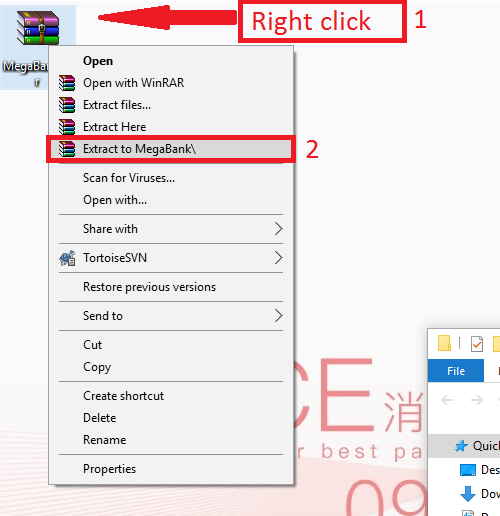 Right click
1
MegaBa
r
Open
Open with WinRAR
Extract files...
Extract Here
Extract to MegaBank\
2
Scan for Viruses...
Open with...
Share with
TortoiseSVN
Restore previous versions
Send to
Cut
Copy
Create shortcut
Delete
Rename
Properties
CE 消
r best pa
09
File
Quick
Des
Dow